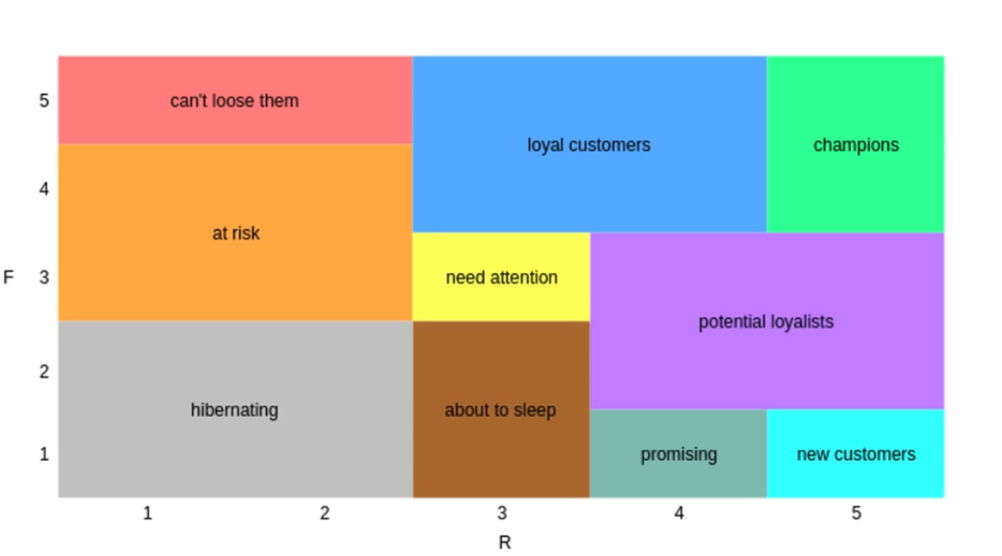 5
can't loose them
loyal customers
champions
4
at risk
F
3
need attention
potential loyalists
2
hibernating
about to sleep
1
promising
new customers
1 2 3 4 5
R